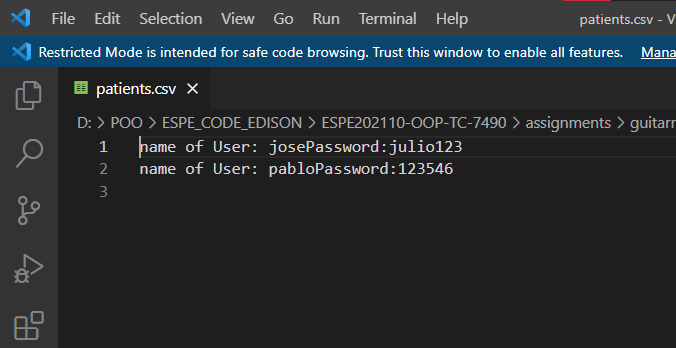 File Edit Selection View Go Run Terminal Help patients.csv - V
Restricted Mode is intended for safe code browsing. Trust this window to enable all features. Mana
patients.csv
D: > POO > ESPE_CODE_EDISON > ESPE202110-OOP-TC-7490 > assignments > guitarr
1 name of User: josePassword:julio123
2 name of User: pabloPassword:123546
3